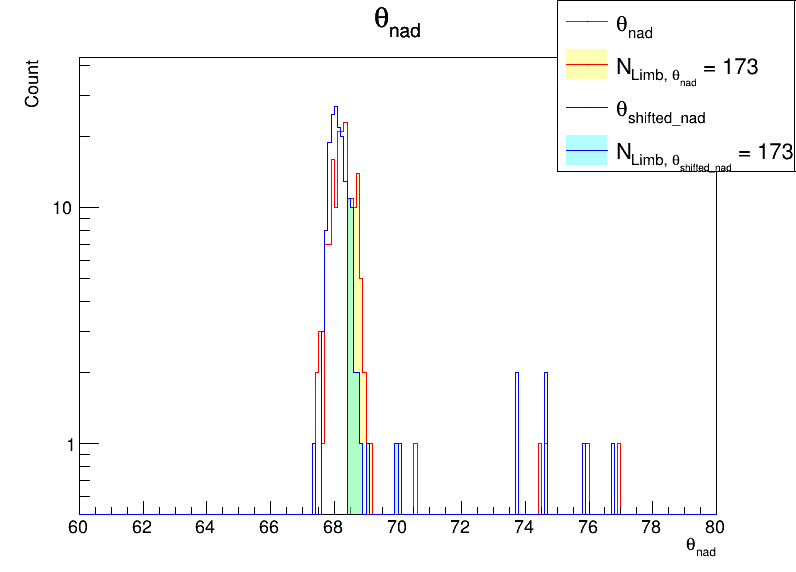 θnad
θnad
NLimb, θnad = 173
θshifted_nad
NLimb, θshifted_nad = 173
Count
10
1
60 62 64 66 68 70 72 74 76 78 80
θnad